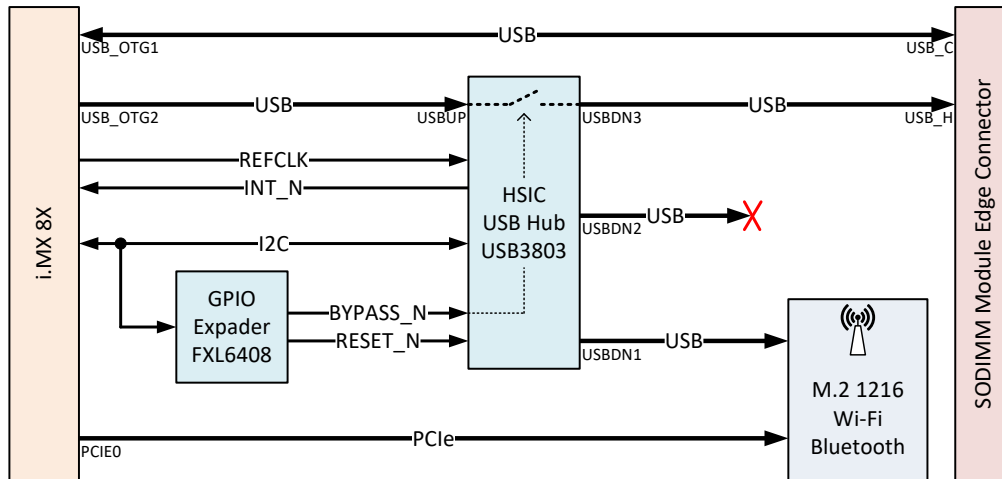 USB
USB_OTG1
USB_C
USB
USB
USB_OTG2
USBUP
USBDN3
USB_H
REFCLK
INT_N
HSIC
USB Hub
USB3803
USB
USBDN2
I2C
i.MX 8X
SODIMM Module Edge Connector
GPIO
Expader
FXL6408
BYPASS_N
RESET_N
USB
USBDN1
M.2 1216
Wi-Fi
Bluetooth
PCIe
PCIE0